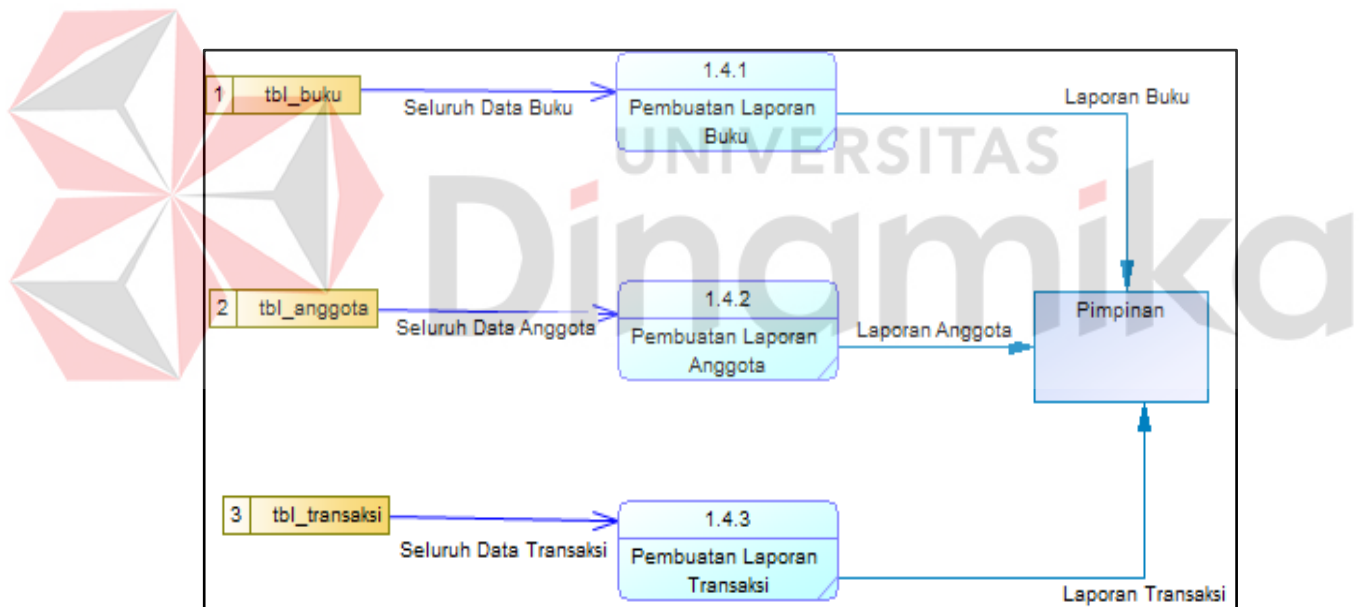 1 tbl_buku
Seluruh Data Buku
1.4.1
Pembuatan Laporan
Buku
Laporan Buku
UNIVERSITAS
Dinamika
2 tbl_anggota
Seluruh Data Anggota
1.4.2
Pembuatan Laporan
Anggota
Laporan Anggota
Pimpinan
3 tbl_transaksi
Seluruh Data Transaksi
1.4.3
Pembuatan Laporan
Transaksi
Laporan Transaksi